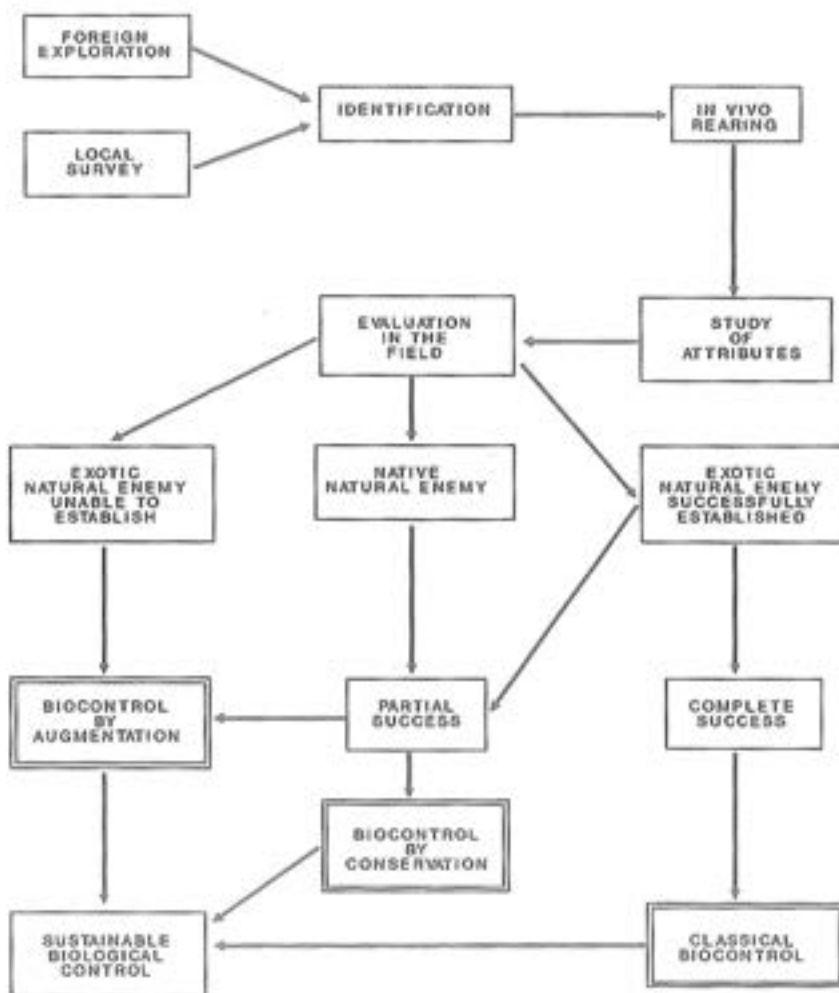 FOREIGN
EXPLORATION
IDENTIFICATION
IN VIVO
REARING
LOCAL
SURVEY
EVALUATION
IN THE
FIELD
STUDY
OF
ATTRIBUTES
EXOTIC
NATURAL ENEMY
UNABLE TO
ESTABLISH
NATIVE
NATURAL ENEMY
EXOTIC
NATURAL ENEMY
SUCCESSFULLY
ESTABLISHED
BIOCONTROL
BY
AUGMENTATION
PARTIAL
SUCCESS
COMPLETE
SUCCESS
BIOCONTROL
BY
CONSERVATION
SUSTAINABLE
BIOLOGICAL
CONTROL
CLASSICAL
BIOCONTROL